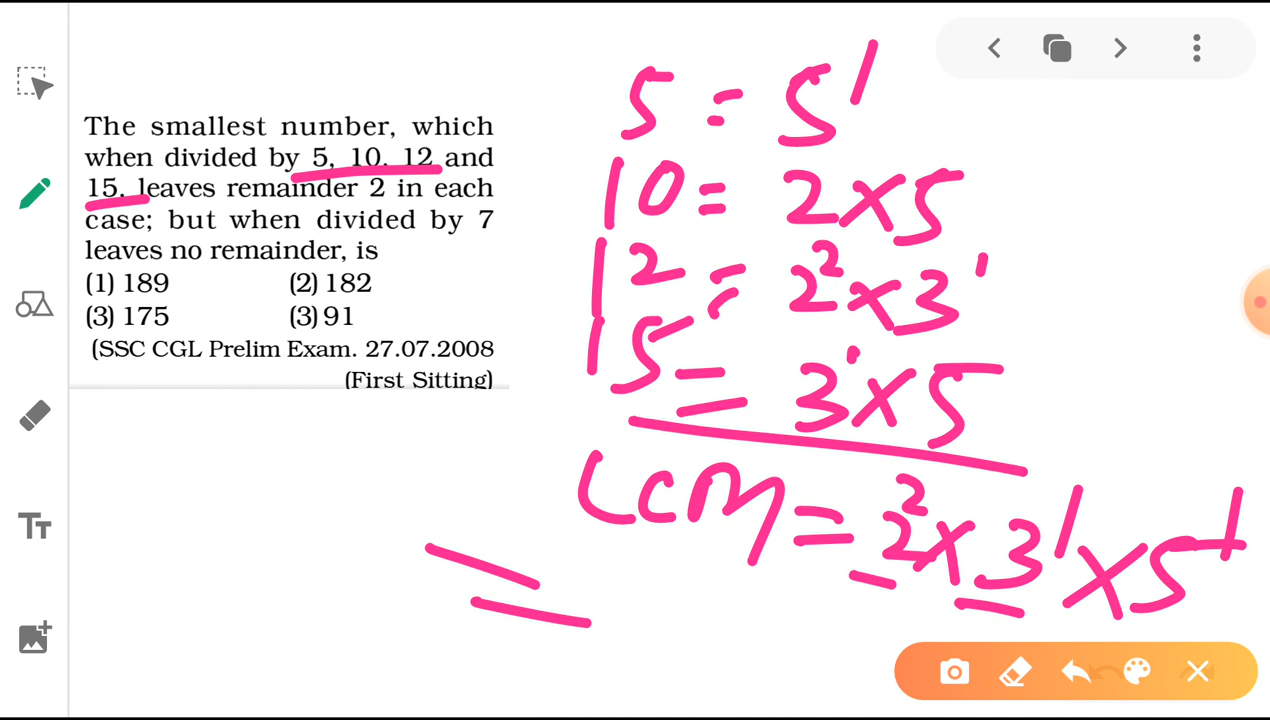 The smallest number, which
when divided by 5, 10, 12 and
15, leaves remainder 2 in each
case; but when divided by 7
leaves no remainder, is
(1) 189 (2) 182
(3) 175 (3) 91
(SSC CGL Prelim Exam. 27.07.2008
(First Sitting)
5 = 5¹
10 = 2×5
12 = 2²×3¹
15 = 3¹×5
LCM = 2²×3¹×5¹
=
Tт